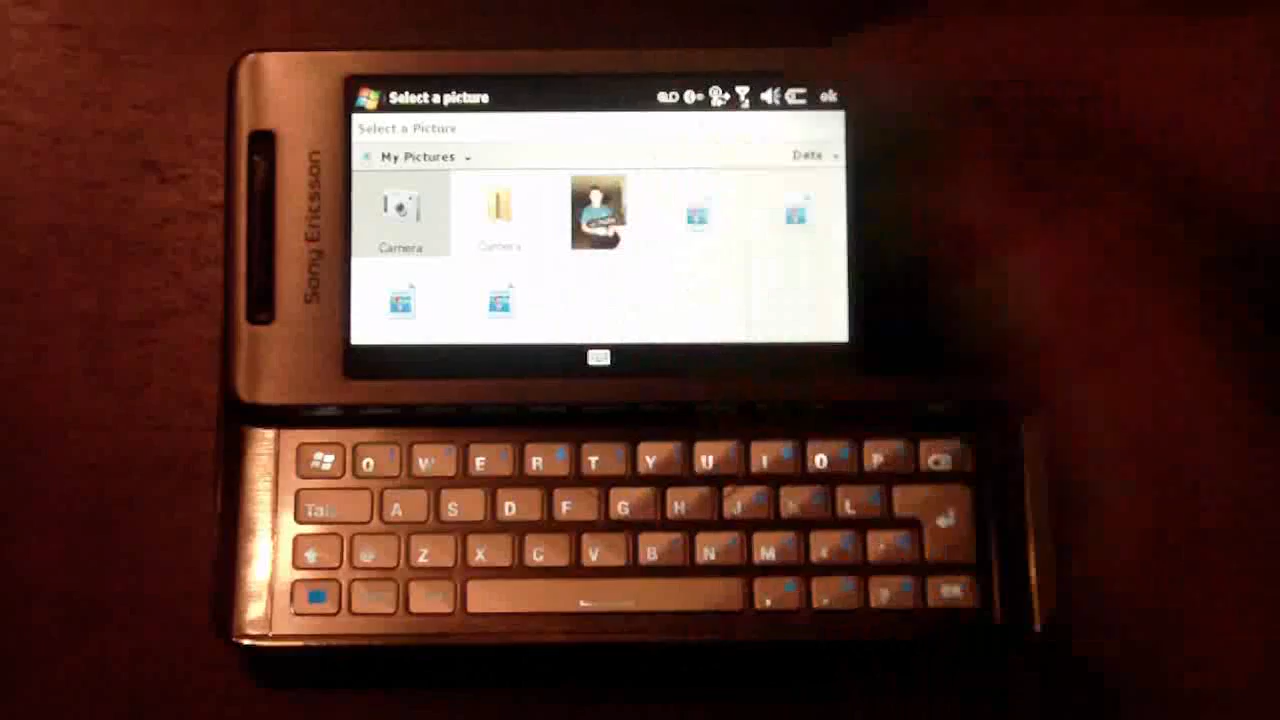 Select a picture ok
Select a Picture
My Pictures Date
Camera Camera
Sony Ericsson
Q W E R T Y U I O P
Tab A S D F G H J K L
@ Z X C V B N M